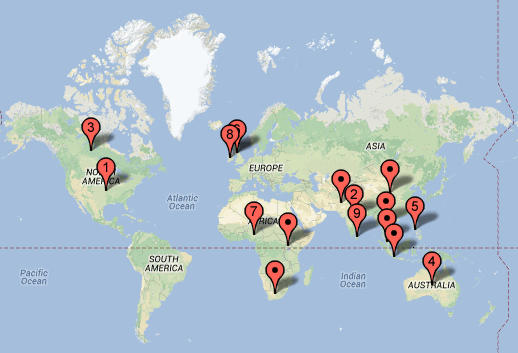 3
8
ASIA
1
NORTH
AMERICA
EUROPE
2
Atlantic
Ocean
7
AFRICA
9
5
SOUTH
AMERICA
4
Pacific
Ocean
Indian
Ocean
AUSTRALIA